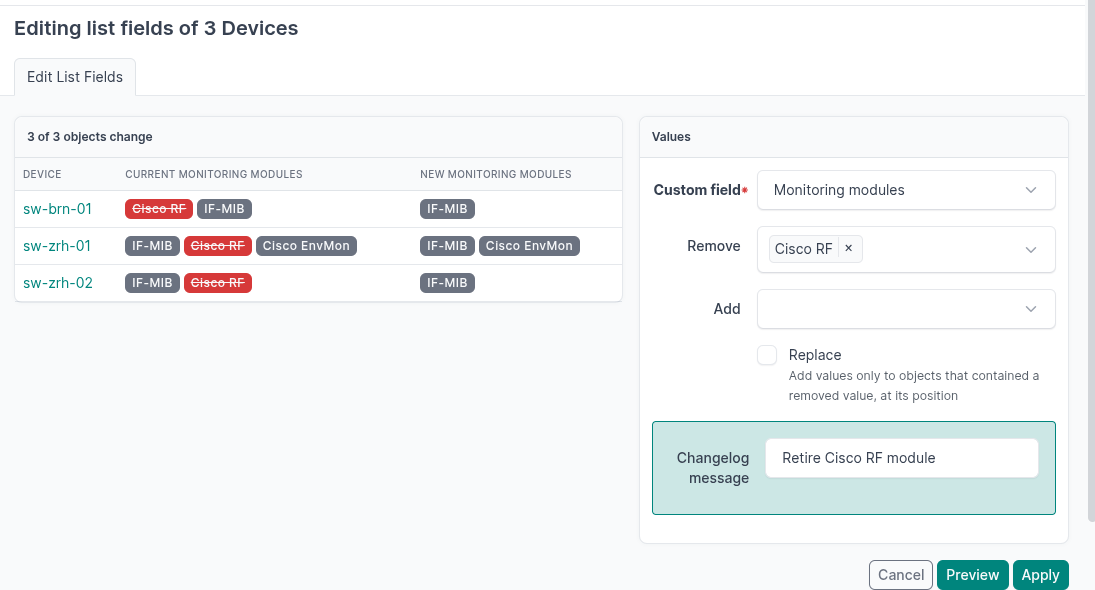 Editing list fields of 3 Devices
Edit List Fields
3 of 3 objects change
DEVICE CURRENT MONITORING MODULES NEW MONITORING MODULES
sw-brn-01 Cisco RF IF-MIB IF-MIB
sw-zrh-01 IF-MIB Cisco RF Cisco EnvMon IF-MIB Cisco EnvMon
sw-zrh-02 IF-MIB Cisco RF IF-MIB
Values
Custom field* Monitoring modules
Remove Cisco RF ×
Add
Replace
Add values only to objects that contained a
removed value, at its position
Changelog
message
Retire Cisco RF module
Cancel Preview Apply